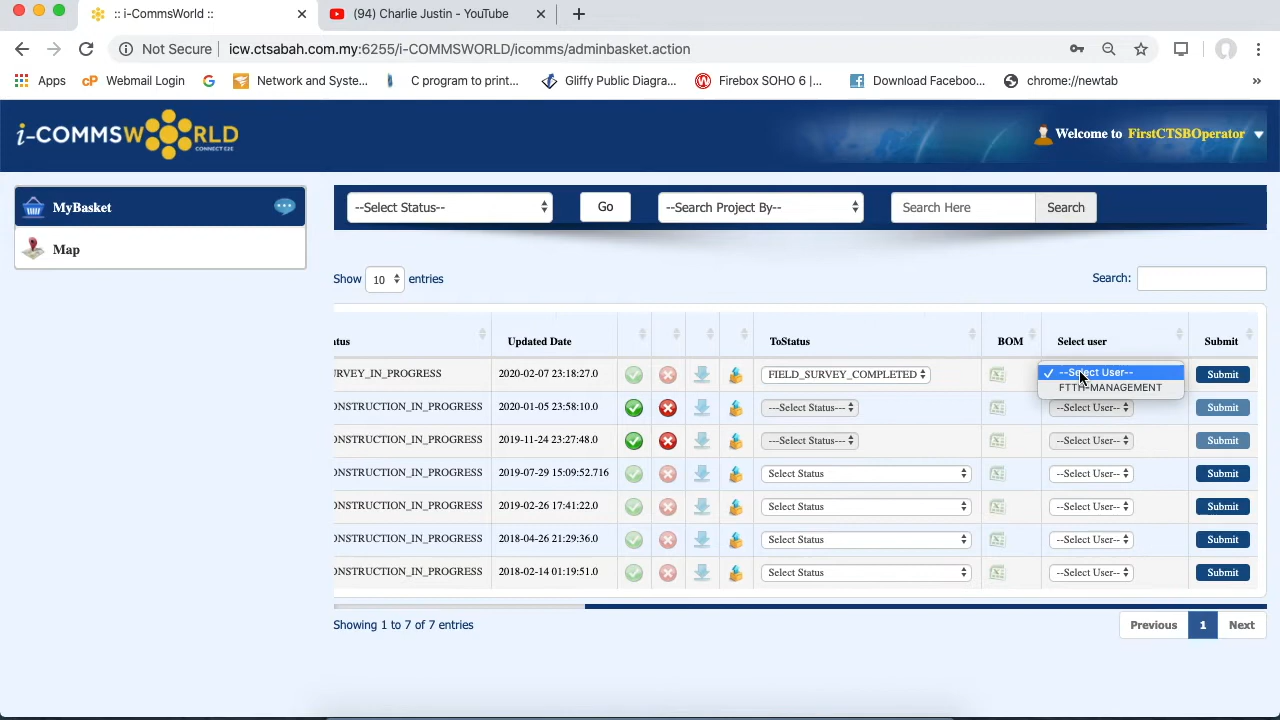 :: i-CommsWorld ::
(94) Charlie Justin - YouTube
Not Secure | icw.ctsabah.com.my:6255/i-COMMSWORLD/icomms/adminbasket.action
Apps Webmail Login Network and Syste... C program to print... Gliffy Public Diagra... Firebox SOHO 6 |... Download Faceboo... chrome://newtab »
i-COMMSWORLD
CONNECT E2E
Welcome to FirstCTSBOperator
MyBasket
Map
--Select Status-- Go --Search Project By-- Search Here Search
Show 10 entries Search:
atus Updated Date ToStatus BOM Select user Submit
URVEY_IN_PROGRESS 2020-02-07 23:18:27.0 FIELD_SURVEY_COMPLETED --Select User-- Submit
FTTH-MANAGEMENT
ONSTRUCTION_IN_PROGRESS 2020-01-05 23:58:10.0 ---Select Status--- --Select User-- Submit
ONSTRUCTION_IN_PROGRESS 2019-11-24 23:27:48.0 ---Select Status--- --Select User-- Submit
ONSTRUCTION_IN_PROGRESS 2019-07-29 15:09:52.716 Select Status --Select User-- Submit
ONSTRUCTION_IN_PROGRESS 2019-02-26 17:41:22.0 Select Status --Select User-- Submit
ONSTRUCTION_IN_PROGRESS 2018-04-26 21:29:36.0 Select Status --Select User-- Submit
ONSTRUCTION_IN_PROGRESS 2018-02-14 01:19:51.0 Select Status --Select User-- Submit
Showing 1 to 7 of 7 entries Previous 1 Next